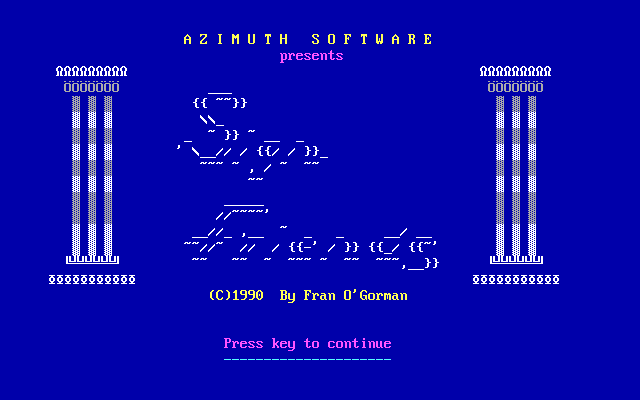 AZIMUTH SOFTWARE
presents
(C)1990 By Fran O'Gorman
Press key to continue